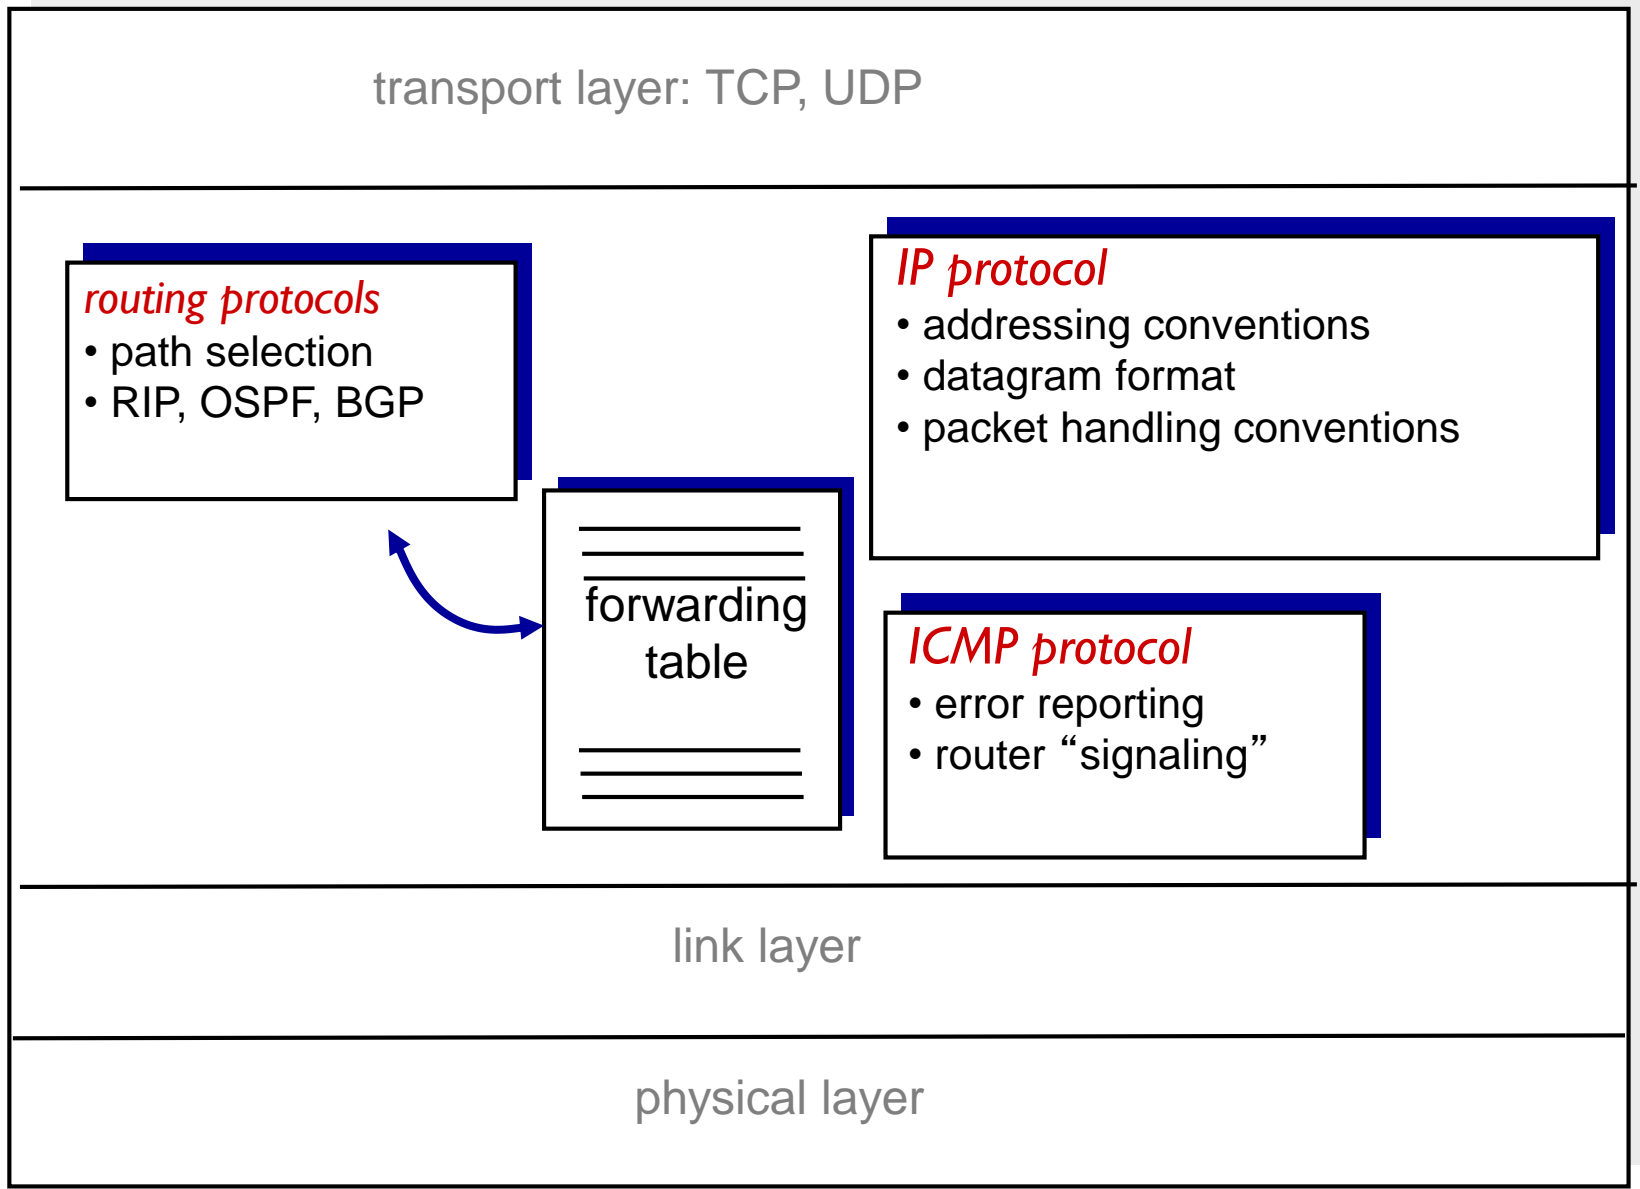 transport layer: TCP, UDP
routing protocols
• path selection
• RIP, OSPF, BGP
IP protocol
• addressing conventions
• datagram format
• packet handling conventions
forwarding
table
ICMP protocol
• error reporting
• router “signaling”
link layer
physical layer